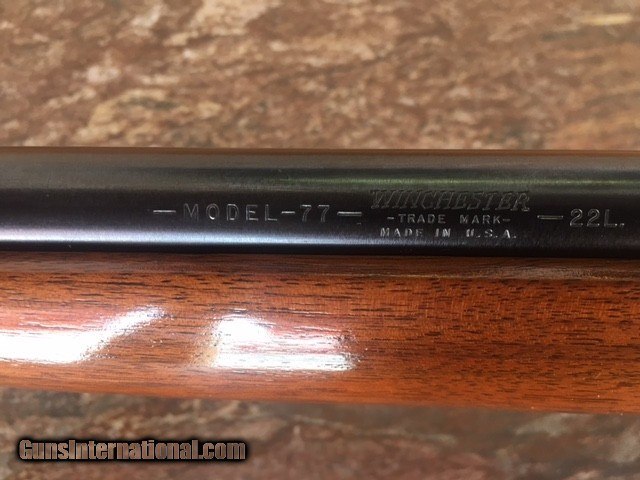 —MODEL-77— WINCHESTER —22L.
-TRADE MARK-
MADE IN U.S.A.
GunsInternational.com